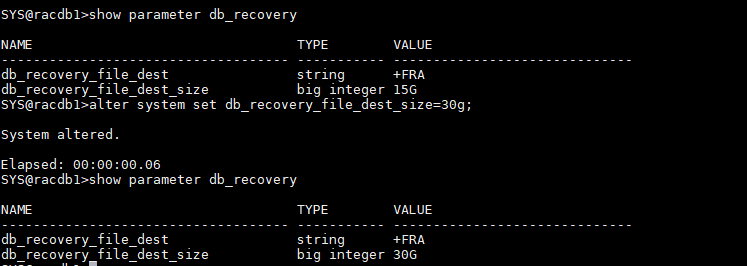 SYS@racdb1>show parameter db_recovery
NAME                                 TYPE        VALUE
------------------------------------ ----------- ------------------------------
db_recovery_file_dest                string      +FRA
db_recovery_file_dest_size           big integer 15G
SYS@racdb1>alter system set db_recovery_file_dest_size=30g;
System altered.
Elapsed: 00:00:00.06
SYS@racdb1>show parameter db_recovery
NAME                                 TYPE        VALUE
------------------------------------ ----------- ------------------------------
db_recovery_file_dest                string      +FRA
db_recovery_file_dest_size           big integer 30G